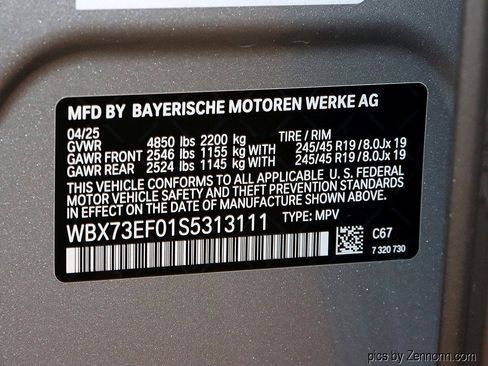 MFD BY BAYERISCHE MOTOREN WERKE AG
04/25
GVWR 4850 lbs 2200 kg TIRE / RIM
GAWR FRONT 2546 lbs 1155 kg WITH 245/45 R19 / 8.0Jx 19
GAWR REAR 2524 lbs 1145 kg WITH 245/45 R19 / 8.0Jx 19
THIS VEHICLE CONFORMS TO ALL APPLICABLE U. S. FEDERAL
MOTOR VEHICLE SAFETY AND THEFT PREVENTION STANDARDS
IN EFFECT ON THE DATE OF MANUFACTURE SHOWN ABOVE.
WBX73EF01S5313111 TYPE: MPV
C67
7 320 730
pics by Zennonn.com